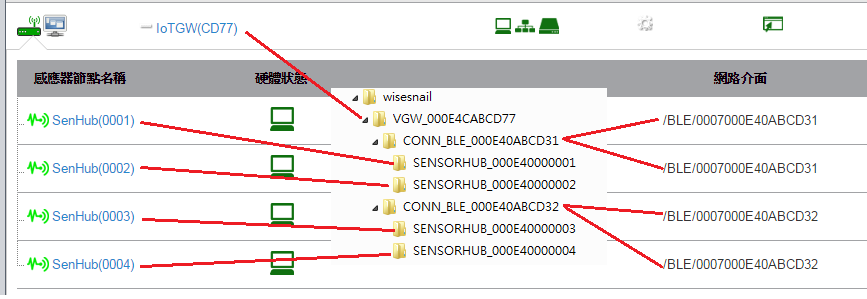 IoTGW(CD77)
感應器節點名稱
硬體狀態
網路介面
wisesnail
VGW_000E4CABCD77
CONN_BLE_000E40ABCD31
SENSORHUB_000E40000001
SENSORHUB_000E40000002
CONN_BLE_000E40ABCD32
SENSORHUB_000E40000003
SENSORHUB_000E40000004
SenHub(0001)
/BLE/0007000E40ABCD31
SenHub(0002)
/BLE/0007000E40ABCD31
SenHub(0003)
/BLE/0007000E40ABCD32
SenHub(0004)
/BLE/0007000E40ABCD32